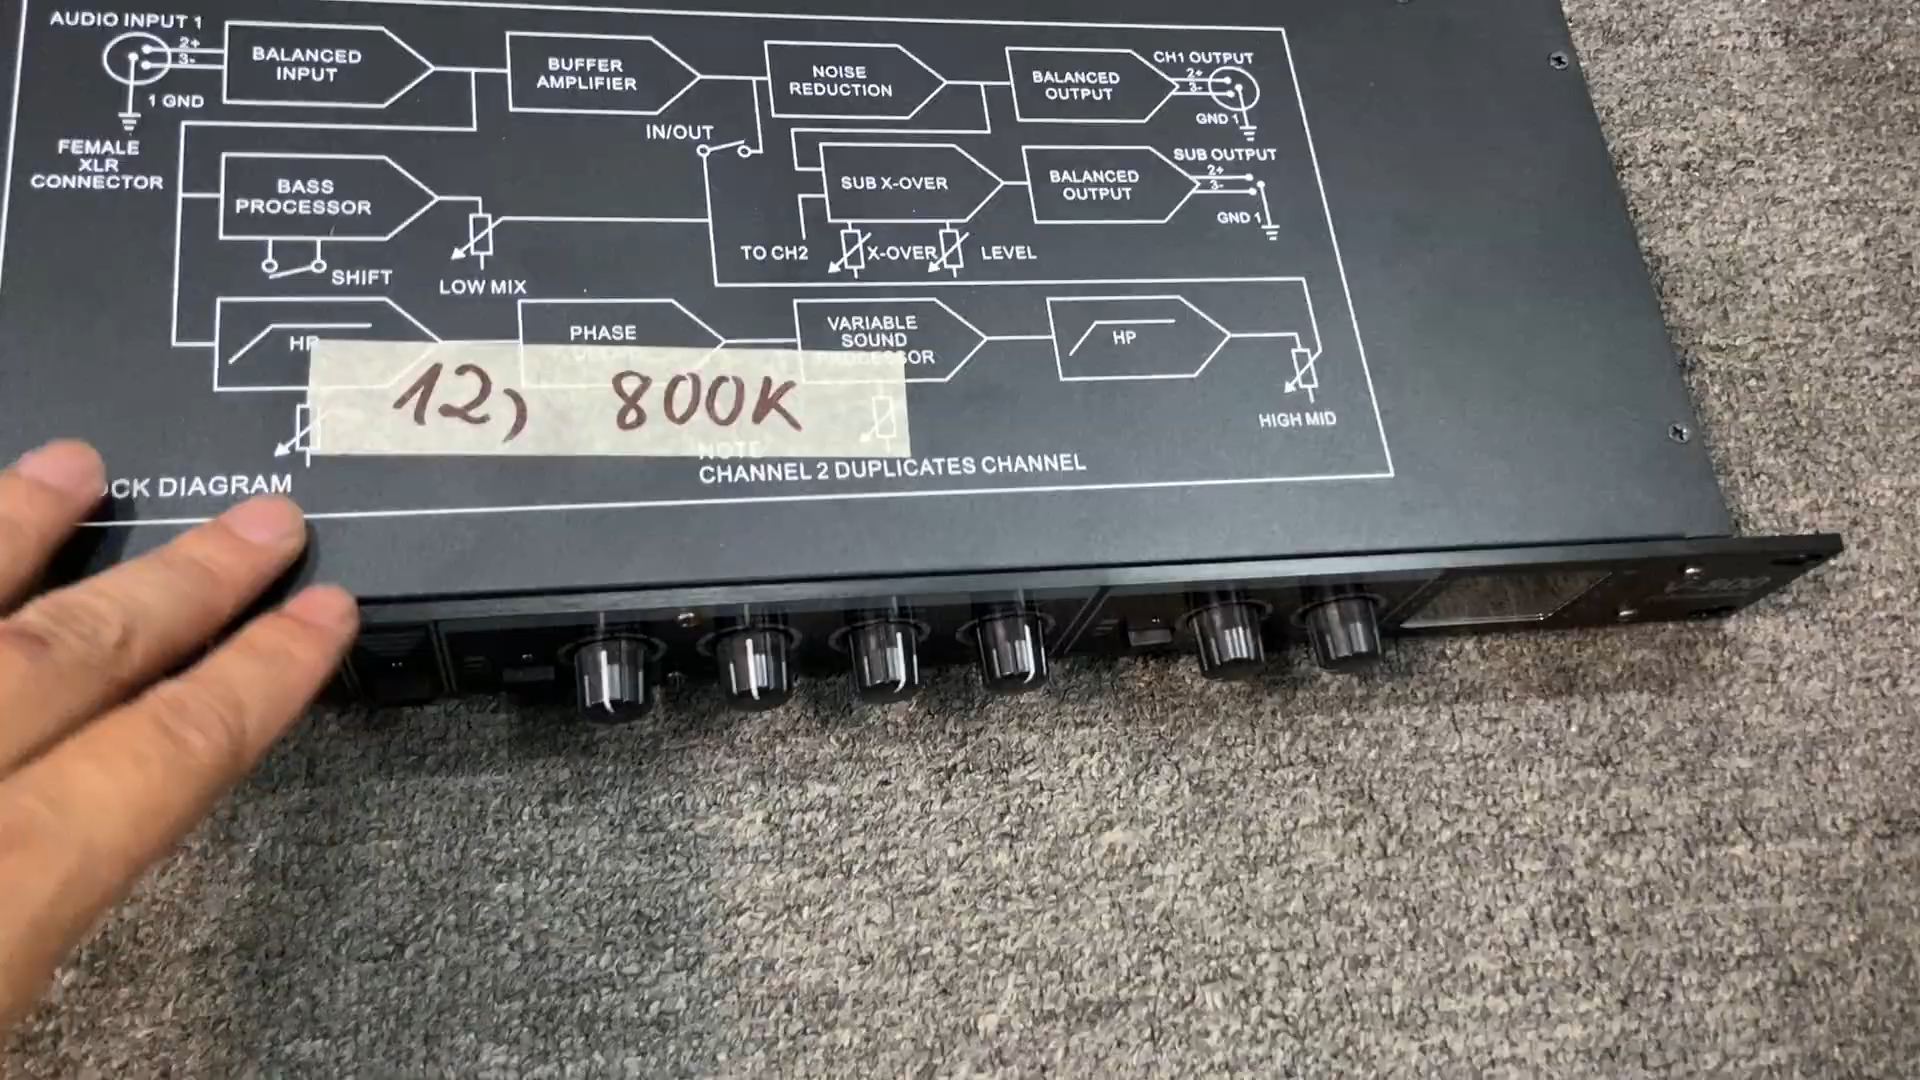 AUDIO INPUT 1
2+
3-
1 GND
FEMALE
XLR
CONNECTOR
BALANCED
INPUT
BUFFER
AMPLIFIER
NOISE
REDUCTION
BALANCED
OUTPUT
CH1 OUTPUT
2+
3-
GND 1
IN/OUT
BASS
PROCESSOR
SHIFT
LOW MIX
SUB X-OVER
TO CH2
X-OVER
LEVEL
BALANCED
OUTPUT
SUB OUTPUT
2+
3-
GND 1
HP
PHASE
VARIABLE
SOUND
PROCESSOR
HP
HIGH MID
12, 800K
NOTE
CHANNEL 2 DUPLICATES CHANNEL
DIAGRAM